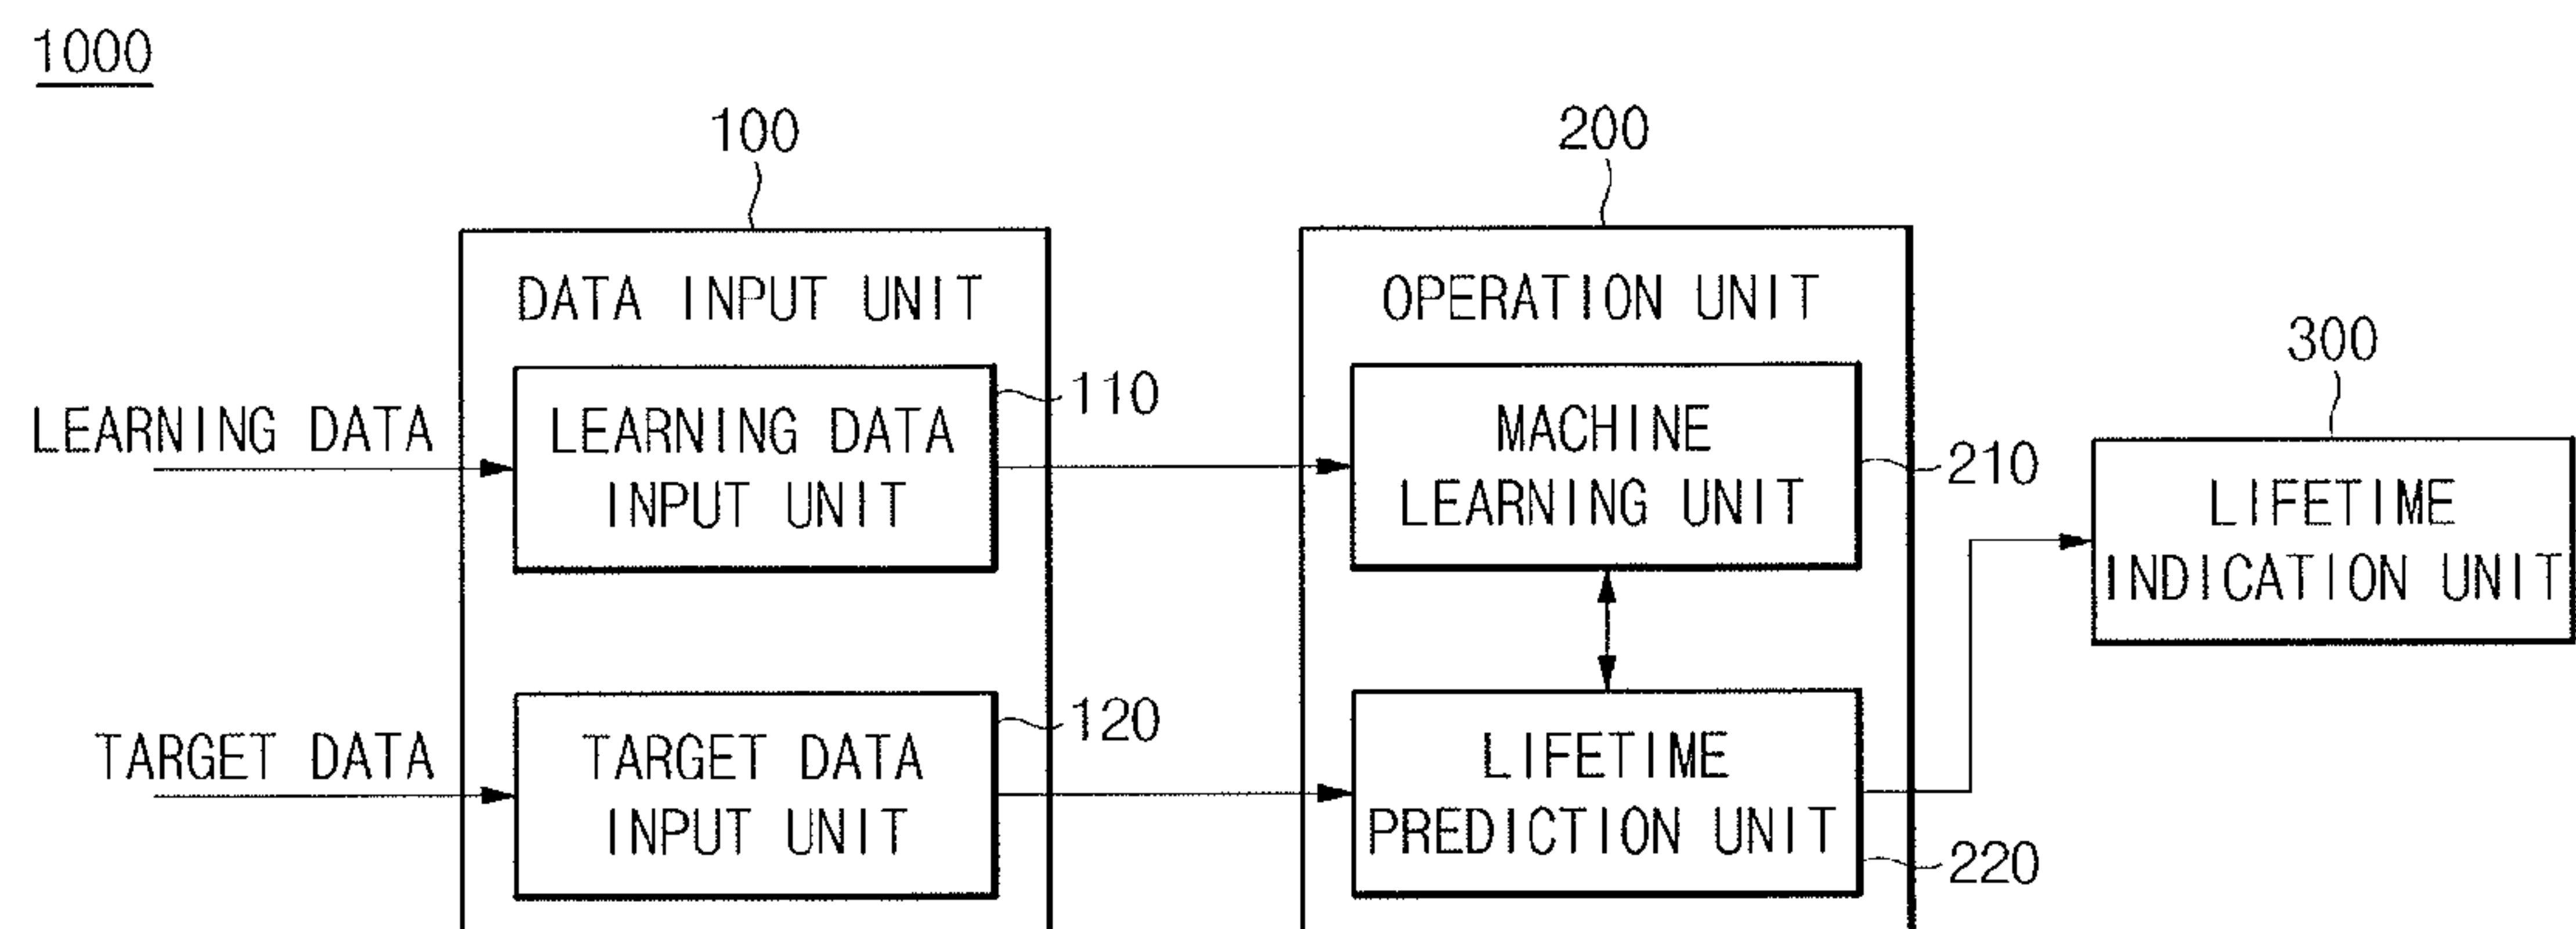 1000
100
200
DATA INPUT UNIT
OPERATION UNIT
300
LEARNING DATA
LEARNING DATA
INPUT UNIT
110
MACHINE
LEARNING UNIT
210
LIFETIME
INDICATION UNIT
TARGET DATA
TARGET DATA
INPUT UNIT
120
LIFETIME
PREDICTION UNIT
220